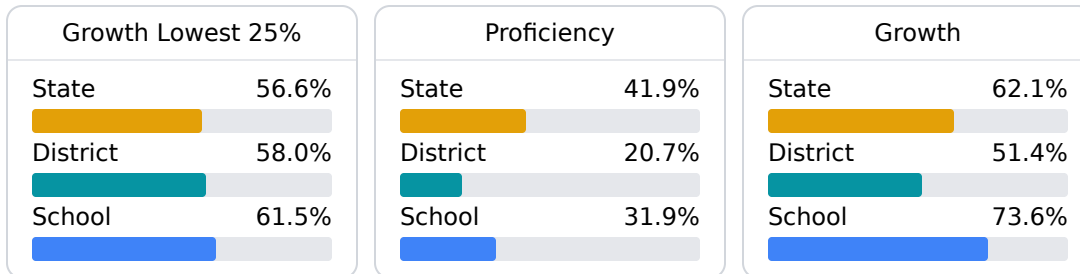 Growth Lowest 25%
State 56.6%
District 58.0%
School 61.5%
Proficiency
State 41.9%
District 20.7%
School 31.9%
Growth
State 62.1%
District 51.4%
School 73.6%